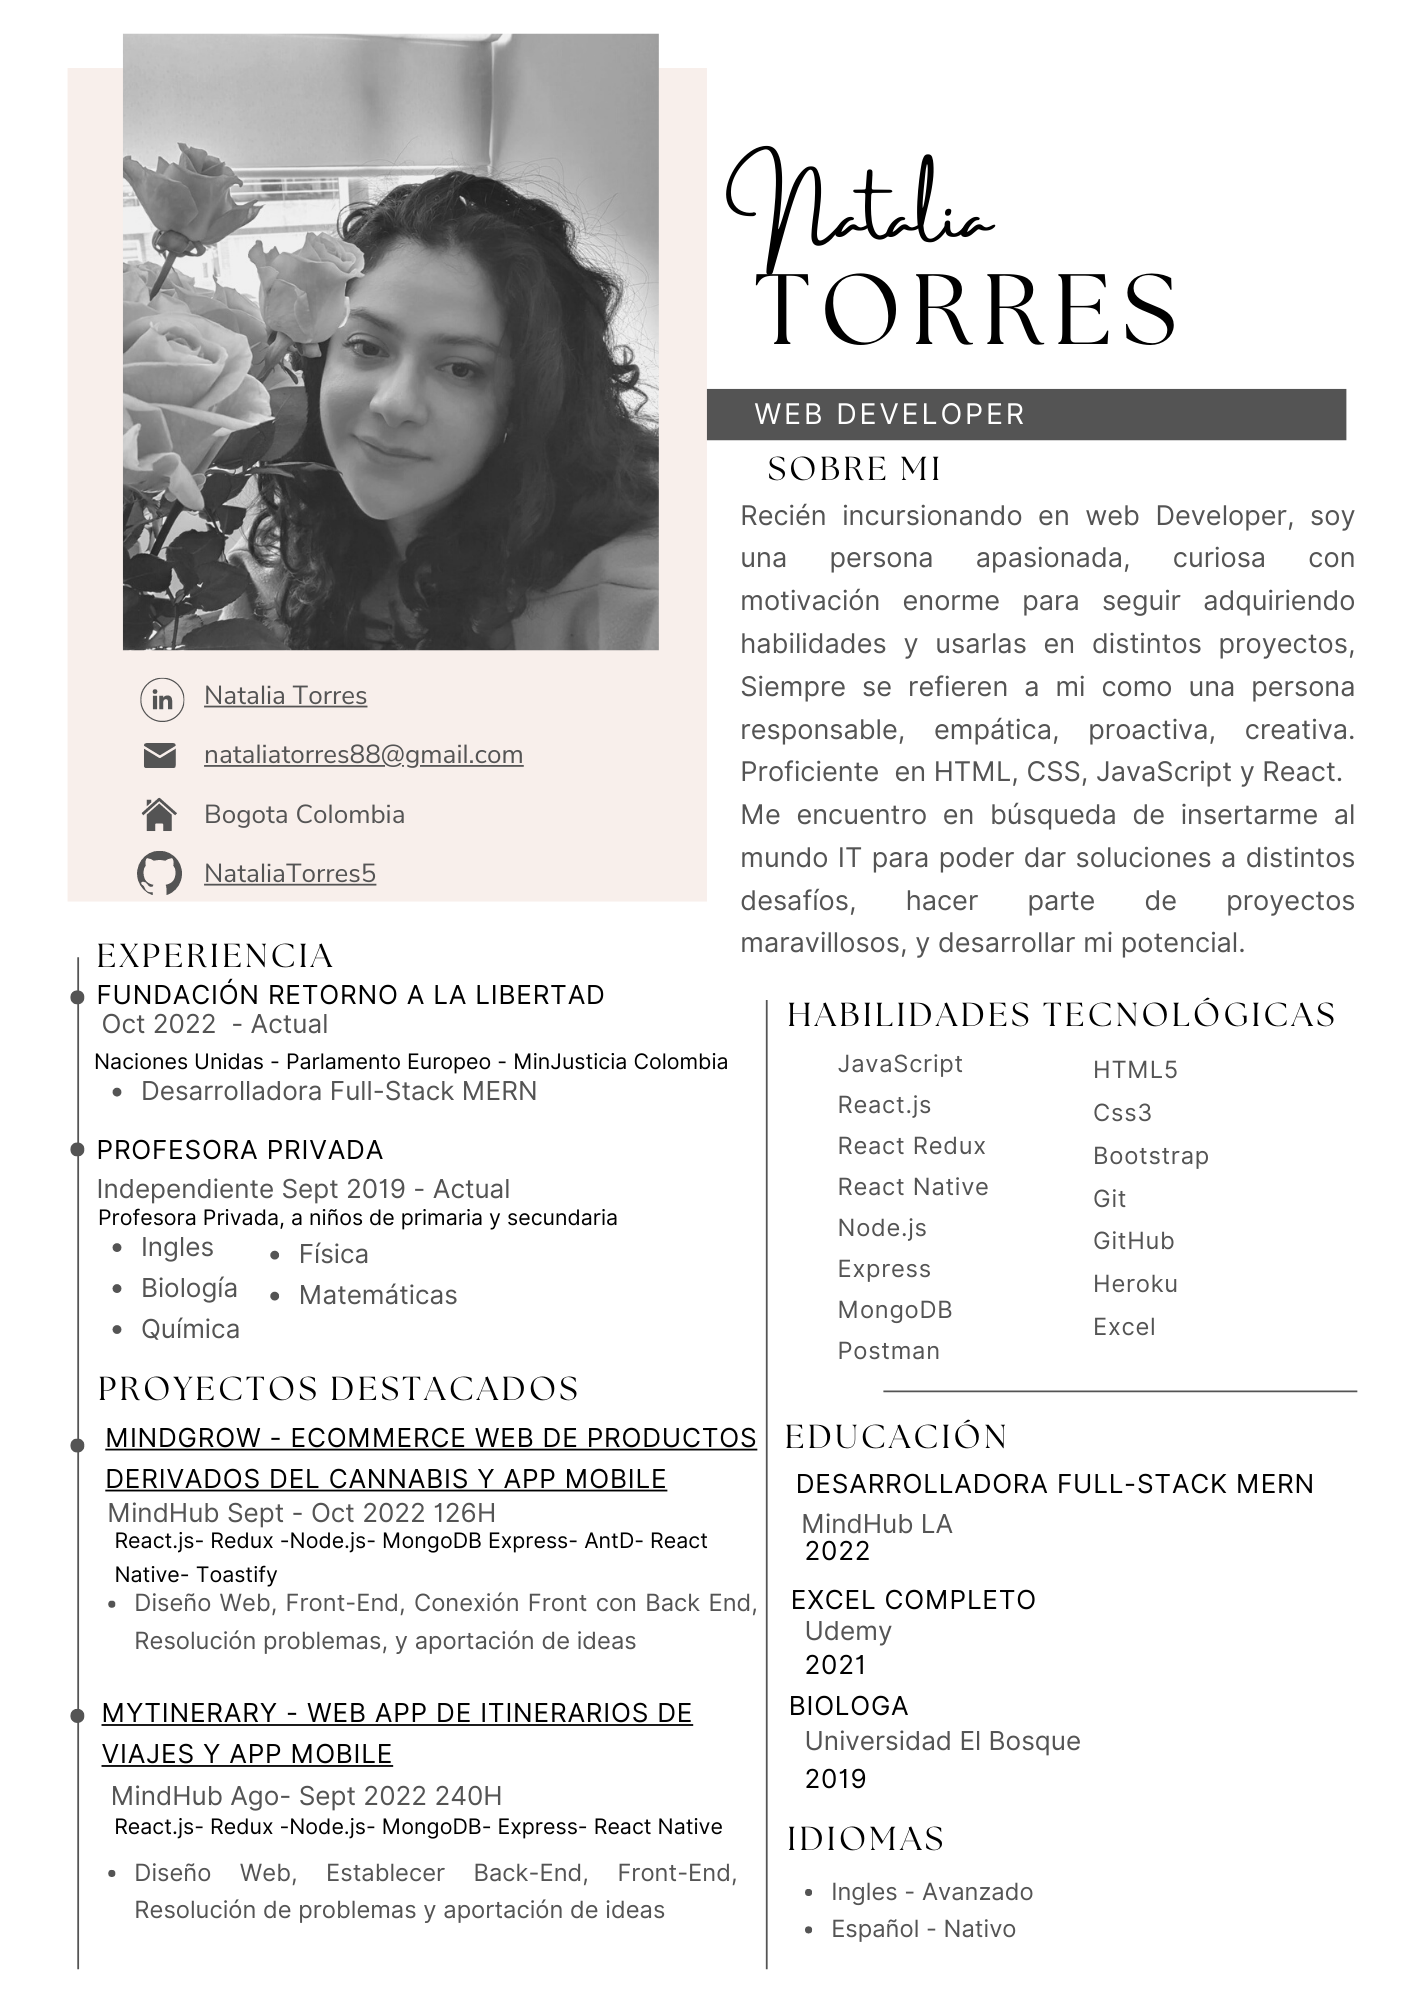 Natalia
TORRES
WEB DEVELOPER
SOBRE MI
Recién incursionando en web Developer, soy
una persona apasionada, curiosa con
motivación enorme para seguir adquiriendo
habilidades y usarlas en distintos proyectos,
Siempre se refieren a mi como una persona
responsable, empática, proactiva, creativa.
Proficiente en HTML, CSS, JavaScript y React.
Me encuentro en búsqueda de insertarme al
mundo IT para poder dar soluciones a distintos
desafíos, hacer parte de proyectos
maravillosos, y desarrollar mi potencial.
in
Natalia Torres
nataliatorres88@gmail.com
Bogota Colombia
NataliaTorres5
EXPERIENCIA
FUNDACIÓN RETORNO A LA LIBERTAD
Oct 2022 - Actual
Naciones Unidas - Parlamento Europeo - MinJusticia Colombia
• Desarrolladora Full-Stack MERN
PROFESORA PRIVADA
Independiente Sept 2019 - Actual
Profesora Privada, a niños de primaria y secundaria
• Ingles
• Biología
• Química
• Física
• Matemáticas
PROYECTOS DESTACADOS
MINDGROW - ECOMMERCE WEB DE PRODUCTOS
DERIVADOS DEL CANNABIS Y APP MOBILE
MindHub Sept - Oct 2022 126H
React.js- Redux -Node.js- MongoDB Express- AntD- React
Native- Toastify
• Diseño Web, Front-End, Conexión Front con Back End,
Resolución problemas, y aportación de ideas
MYTINERARY - WEB APP DE ITINERARIOS DE
VIAJES Y APP MOBILE
MindHub Ago- Sept 2022 240H
React.js- Redux -Node.js- MongoDB- Express- React Native
• Diseño Web, Establecer Back-End, Front-End,
Resolución de problemas y aportación de ideas
HABILIDADES TECNOLÓGICAS
JavaScript
React.js
React Redux
React Native
Node.js
Express
MongoDB
Postman
HTML5
Css3
Bootstrap
Git
GitHub
Heroku
Excel
EDUCACIÓN
DESARROLLADORA FULL-STACK MERN
MindHub LA
2022
EXCEL COMPLETO
Udemy
2021
BIOLOGA
Universidad El Bosque
2019
IDIOMAS
• Ingles - Avanzado
• Español - Nativo